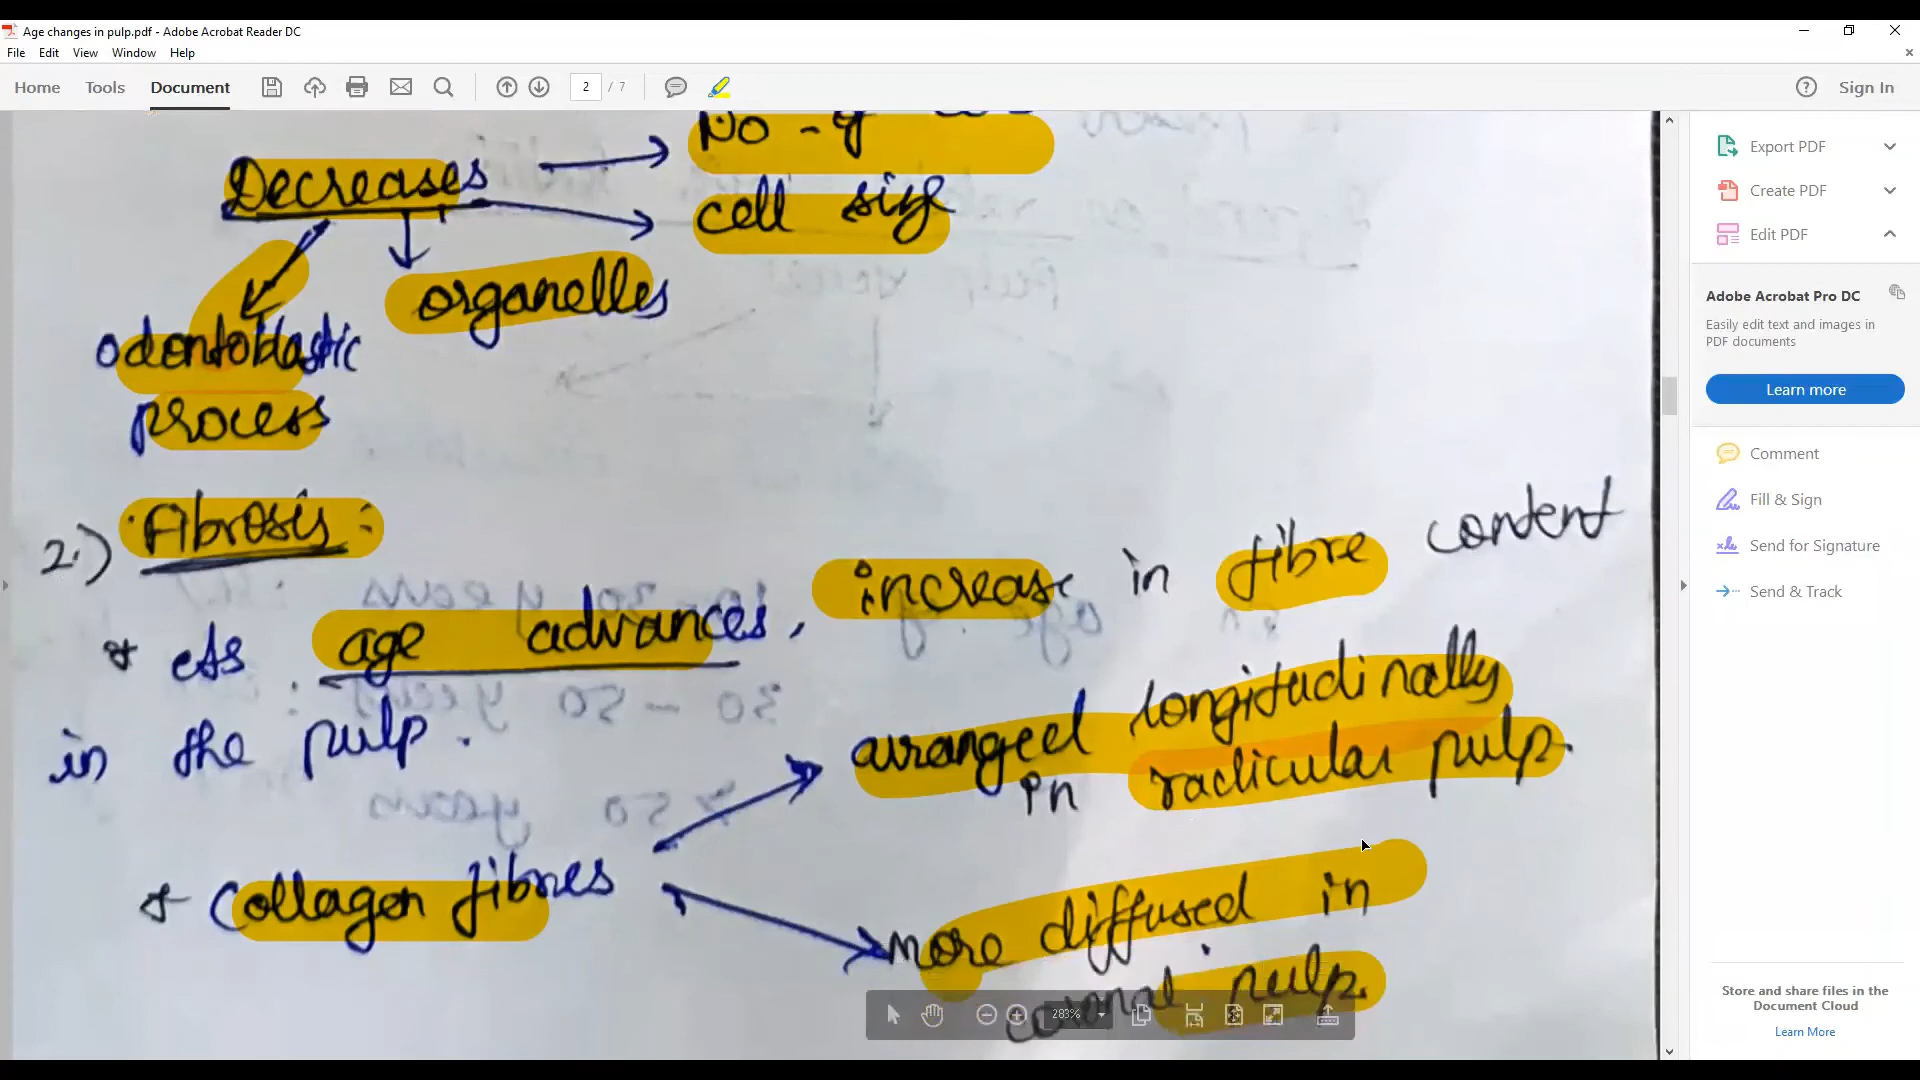 Age changes in pulp.pdf - Adobe Acrobat Reader DC
File Edit View Window Help
Home Tools Document 2 / 7 Sign In
No - of
Decreases
cell size
organelles
odontoblastic
process
2.) Fibrosis :
* As age advances, increase in fibre content
in the pulp.
* Collagen fibres
arranged longitudinally
in radicular pulp.
more diffused in
coronal pulp.
283%
Export PDF
Create PDF
Edit PDF
Adobe Acrobat Pro DC
Easily edit text and images in
PDF documents
Learn more
Comment
Fill & Sign
Send for Signature
Send & Track
Store and share files in the
Document Cloud
Learn More